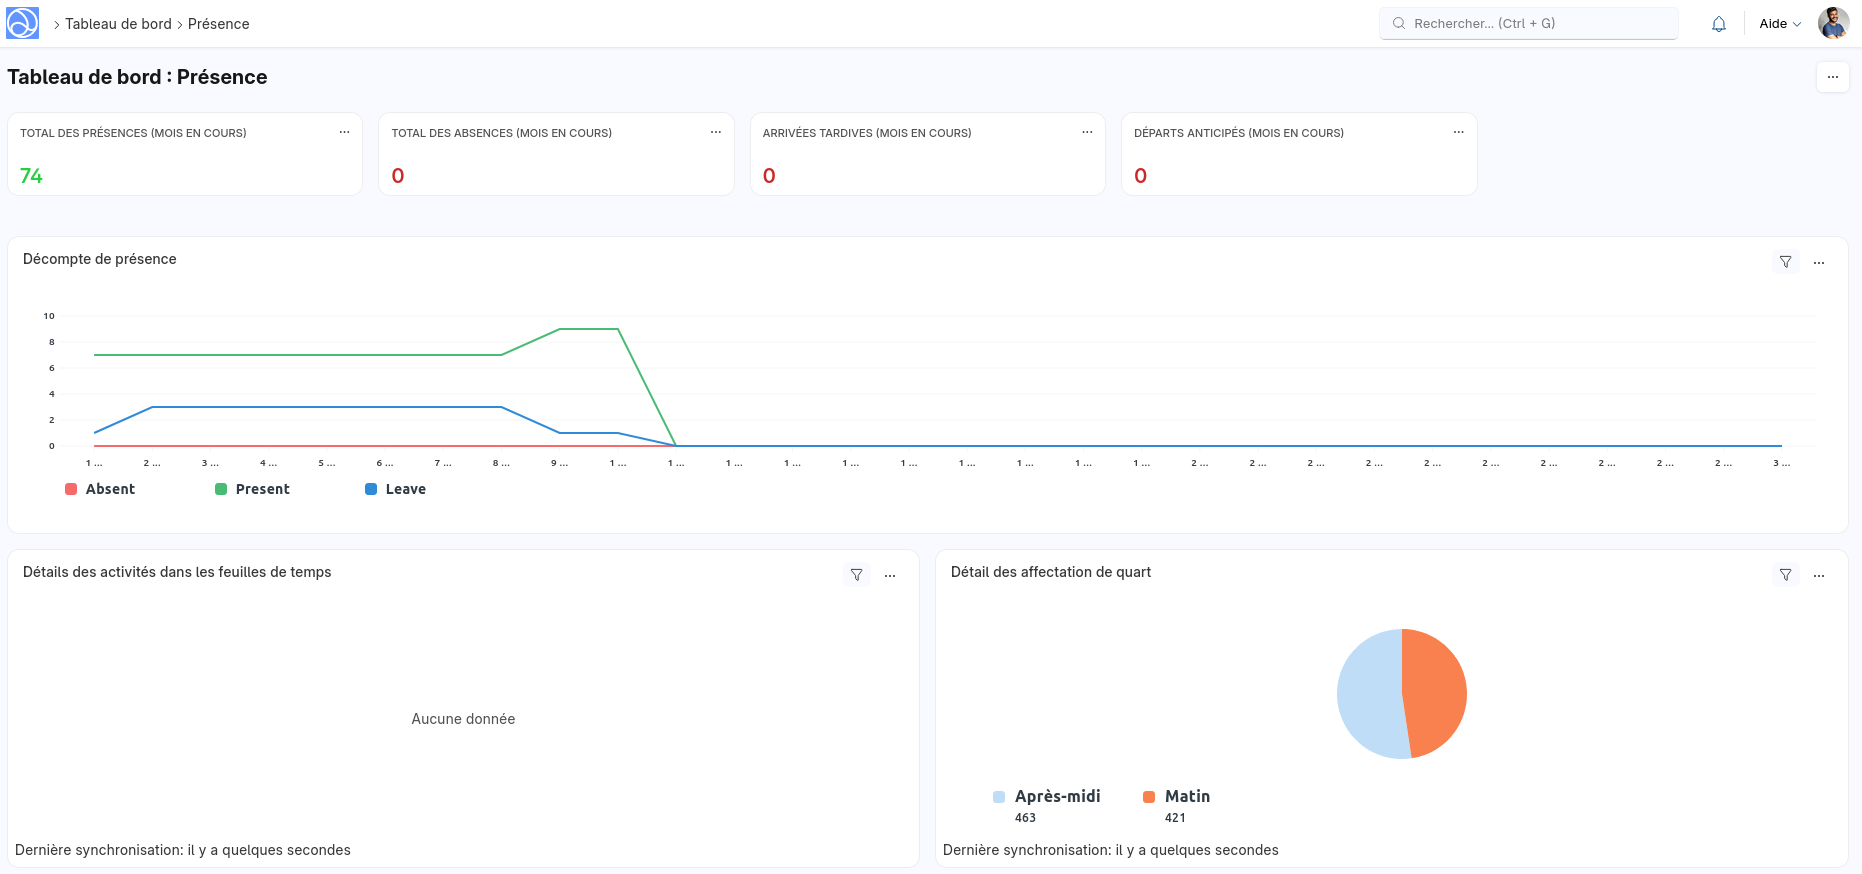 Tableau de bord
Présence
Rechercher... (Ctrl + G)
Aide
Tableau de bord : Présence
...
TOTAL DES PRÉSENCES (MOIS EN COURS)
...
74
TOTAL DES ABSENCES (MOIS EN COURS)
...
0
ARRIVÉES TARDIVES (MOIS EN COURS)
...
0
DÉPARTS ANTICIPÉS (MOIS EN COURS)
...
0
Décompte de présence
...
10
8
6
4
2
0
1 ... 2 ... 3 ... 4 ... 5 ... 6 ... 7 ... 8 ... 9 ... 1 ... 1 ... 1 ... 1 ... 1 ... 1 ... 1 ... 1 ... 1 ... 1 ... 2 ... 2 ... 2 ... 2 ... 2 ... 2 ... 2 ... 2 ... 2 ... 2 ... 3 ...
Absent Present Leave
Détails des activités dans les feuilles de temps
...
Aucune donnée
Dernière synchronisation: il y a quelques secondes
Détail des affectation de quart
...
Après-midi
463
Matin
421
Dernière synchronisation: il y a quelques secondes